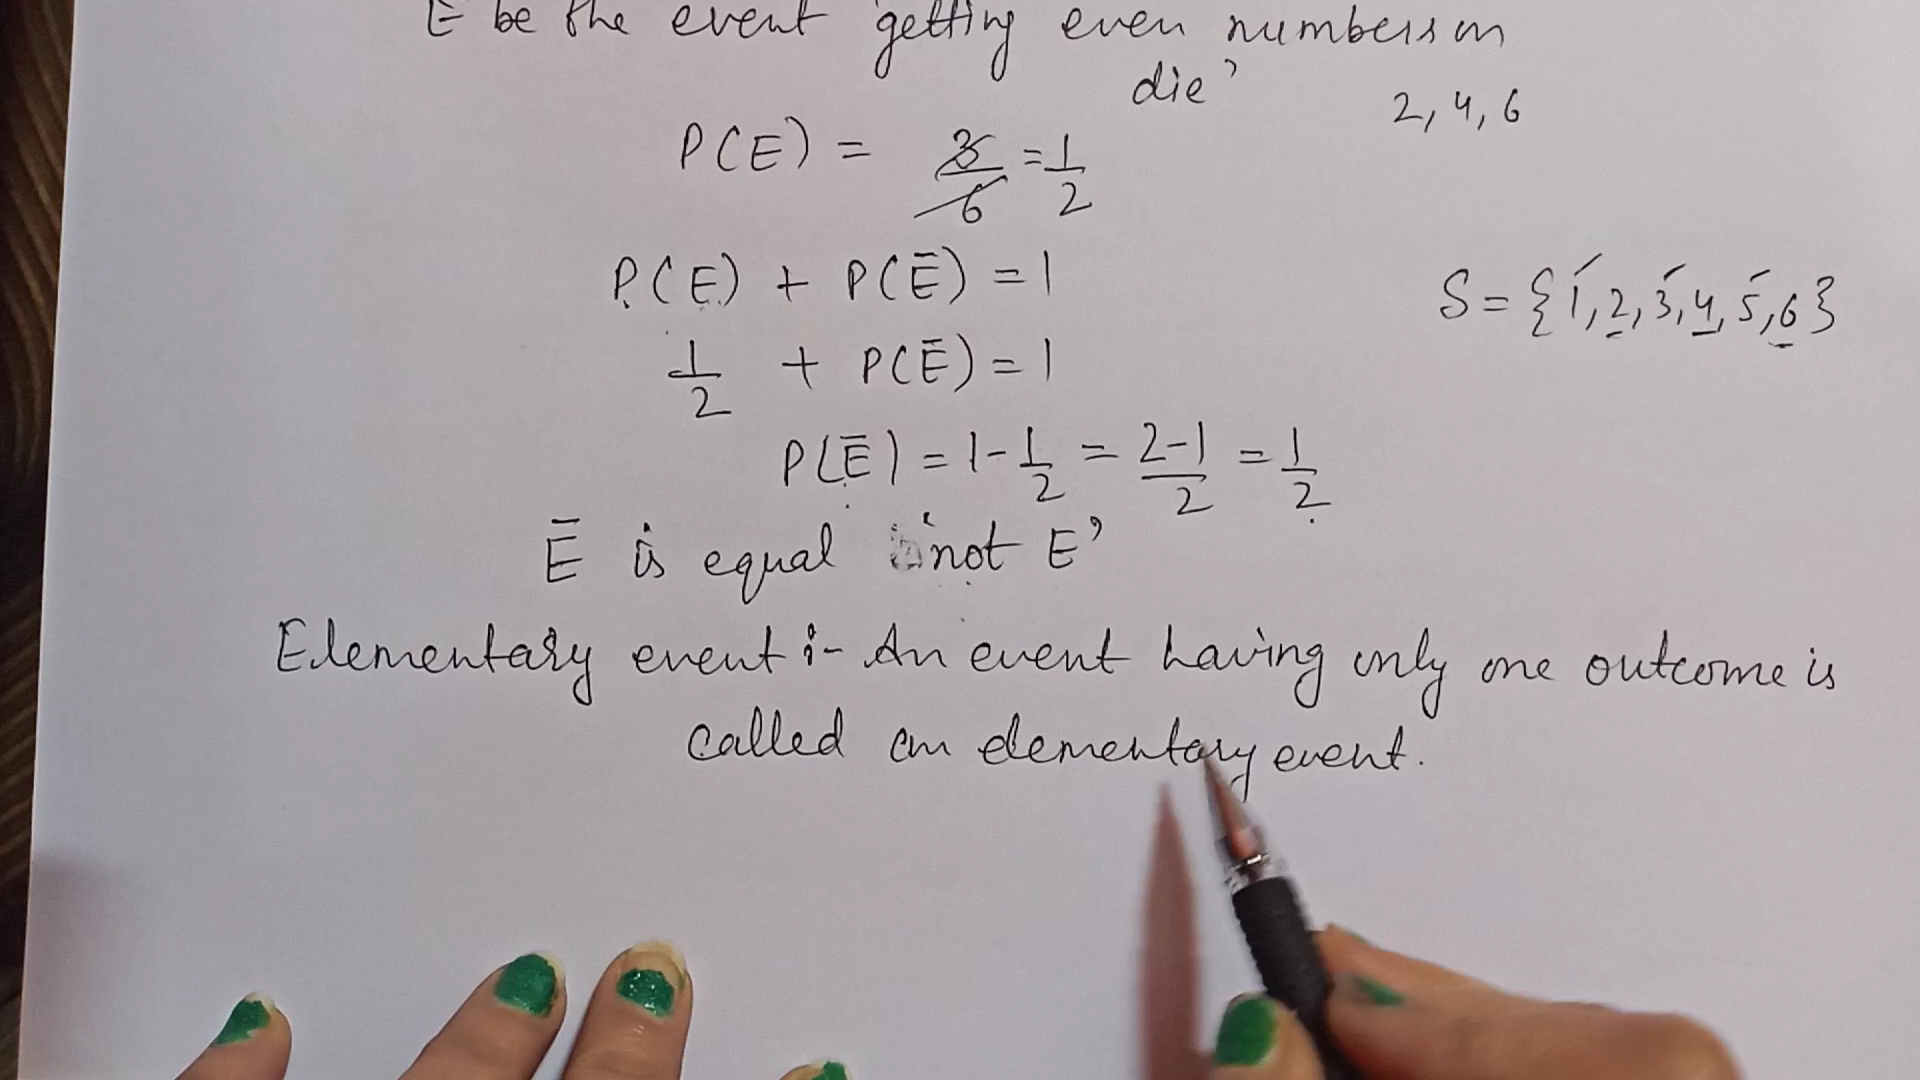 E be the event 'getting even numbers on
die'
2, 4, 6
P(E) = 3/6 = 1/2
P(E) + P(Ē) = 1
S = {1, 2, 3, 4, 5, 6}
1/2 + P(Ē) = 1
P(Ē) = 1 - 1/2 = 2-1/2 = 1/2
Ē is equal 'not E'
Elementary event :- An event having only one outcome is
called an elementary event.